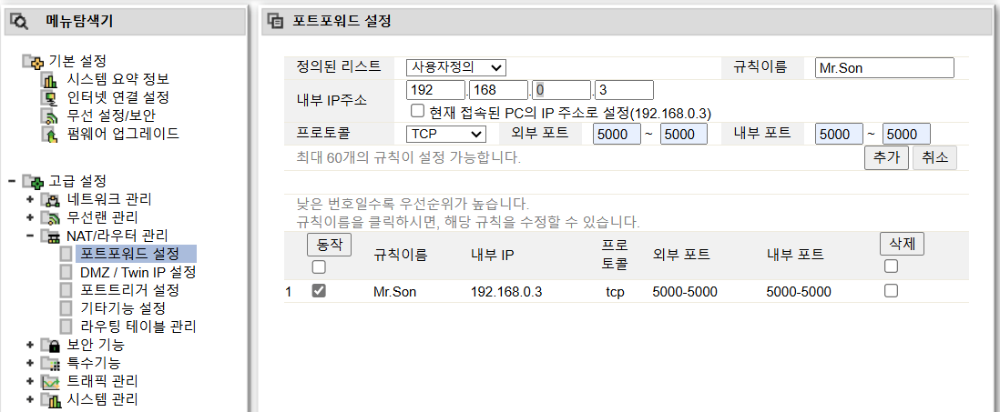 메뉴탐색기
기본 설정
시스템 요약 정보
인터넷 연결 설정
무선 설정/보안
펌웨어 업그레이드
고급 설정
네트워크 관리
무선랜 관리
NAT/라우터 관리
포트포워드 설정
DMZ / Twin IP 설정
포트트리거 설정
기타기능 설정
라우팅 테이블 관리
보안 기능
특수기능
트래픽 관리
시스템 관리
포트포워드 설정
정의된 리스트 사용자정의 규칙이름 Mr.Son
내부 IP주소 192.168.0.3
현재 접속된 PC의 IP 주소로 설정(192.168.0.3)
프로토콜 TCP 외부 포트 5000 ~ 5000 내부 포트 5000 ~ 5000
최대 60개의 규칙이 설정 가능합니다. 추가 취소
낮은 번호일수록 우선순위가 높습니다.
규칙이름을 클릭하시면, 해당 규칙을 수정할 수 있습니다.
동작 규칙이름 내부 IP 프로토콜 외부 포트 내부 포트 삭제
1 Mr.Son 192.168.0.3 tcp 5000-5000 5000-5000